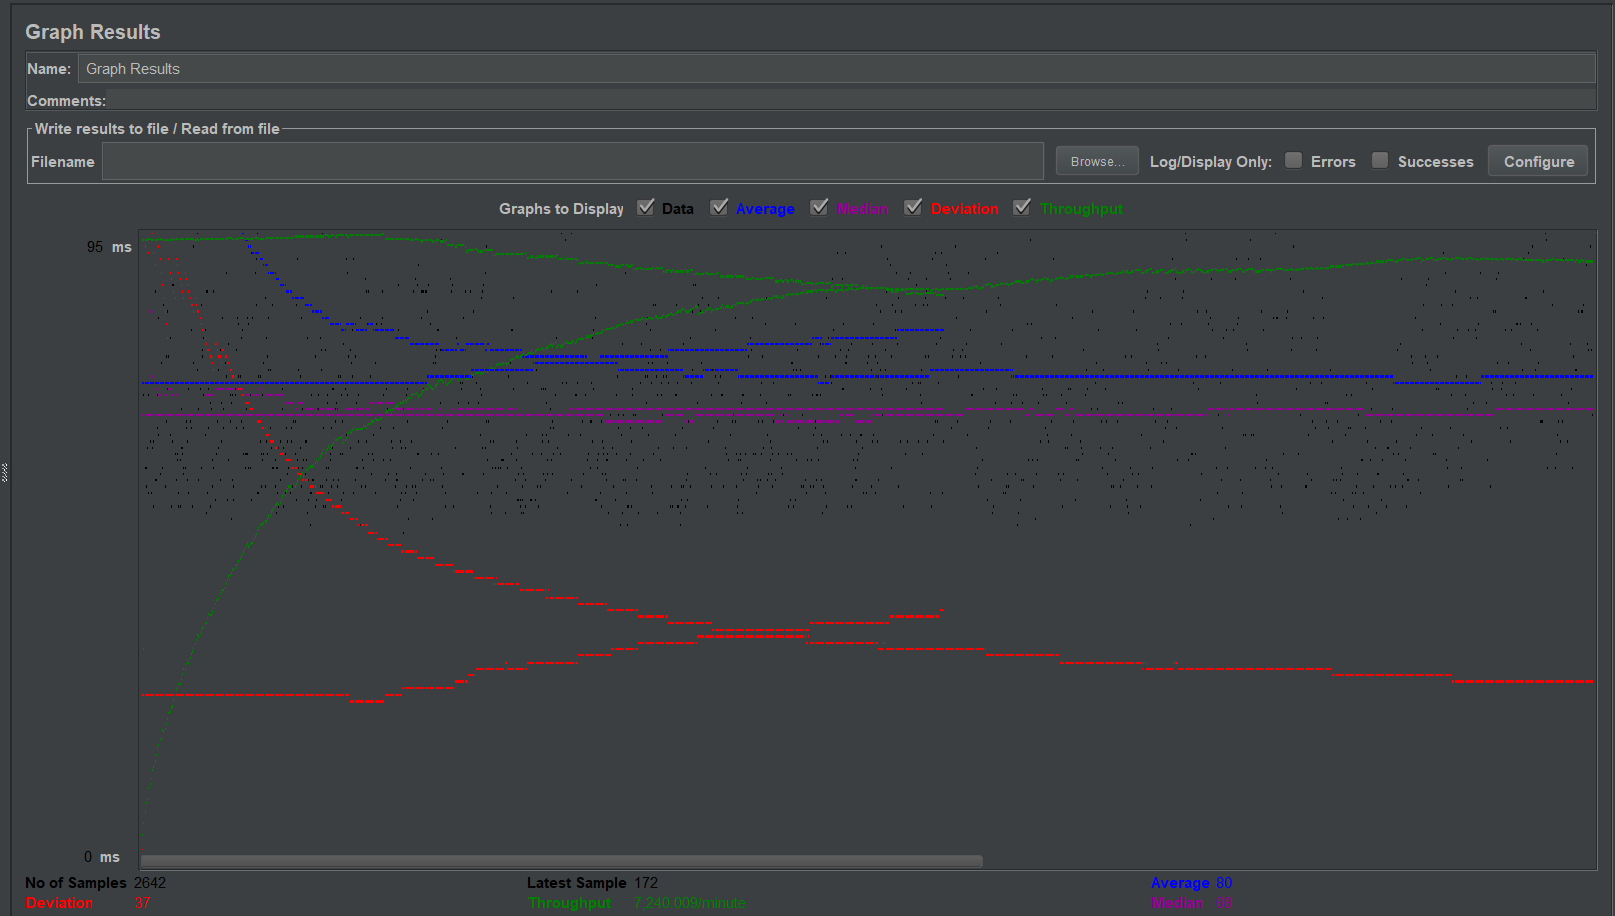 Graph Results
Name: Graph Results
Comments:
Write results to file / Read from file
Filename Browse... Log/Display Only: Errors Successes Configure
Graphs to Display Data Average Median Deviation Throughput
95 ms
0 ms
No of Samples 2642 Latest Sample 172 Average 80
Deviation 37 Throughput 7,240.009/minute Median 68